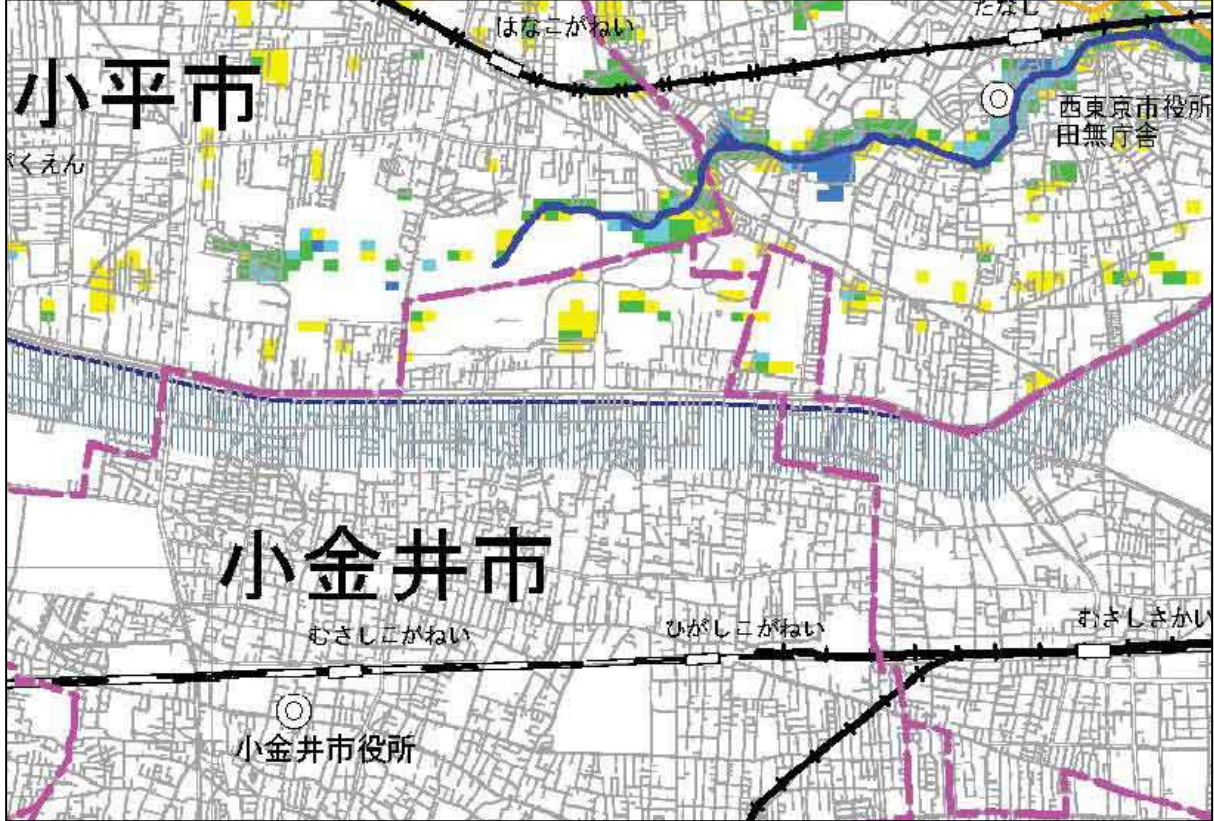 はなこがねい
たなし
小平市
西東京市役所
田無庁舎
がくえん
小金井市
むさしこがねい
ひがしこがねい
むさしさかい
小金井市役所